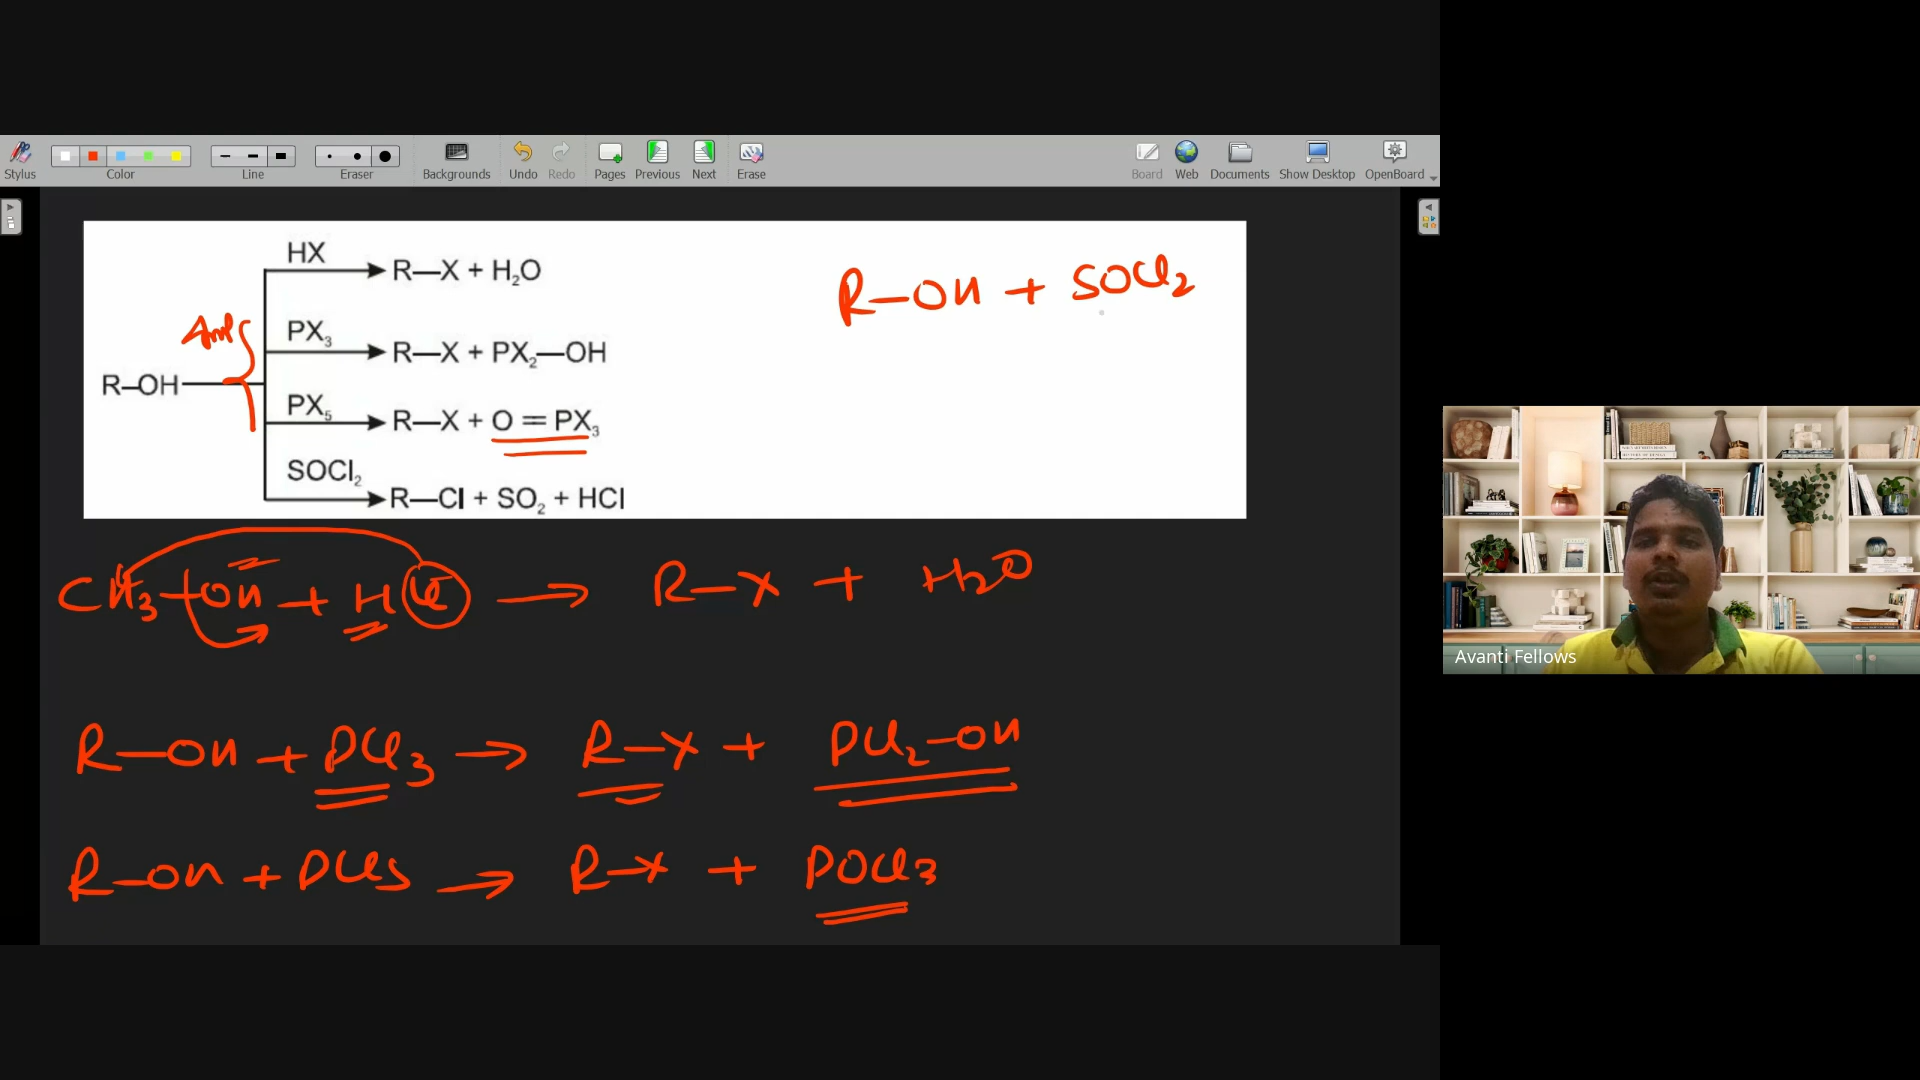 Stylus Color Line Eraser Backgrounds Undo Redo Pages Previous Next Erase Board Web Documents Show Desktop OpenBoard
HX
R—X + H₂O
PX₃
R—X + PX₂—OH
R—OH
PX₅
R—X + O = PX₃
SOCl₂
R—Cl + SO₂ + HCl
R—OH + SOCl₂
CH₃—OH + HCl → R—X + H₂O
R—OH + PCl₃ → R—X + PCl₂—OH
R—OH + PCl₅ → R—X + POCl₃
Avanti Fellows